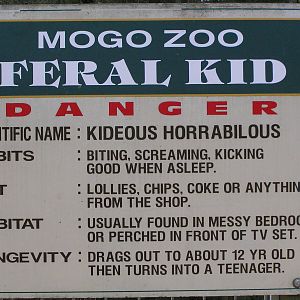 MOGO ZOO
FERAL KID
DANGER
TIFIC NAME : KIDEOUS HORRABILOUS
BITS : BITING, SCREAMING, KICKING
GOOD WHEN ASLEEP.
T : LOLLIES, CHIPS, COKE OR ANYTHIN
FROM THE SHOP.
BITAT : USUALLY FOUND IN MESSY BEDRO
OR PERCHED IN FRONT OF TV SET.
NGEVITY : DRAGS OUT TO ABOUT 12 YR OLD
THEN TURNS INTO A TEENAGER.